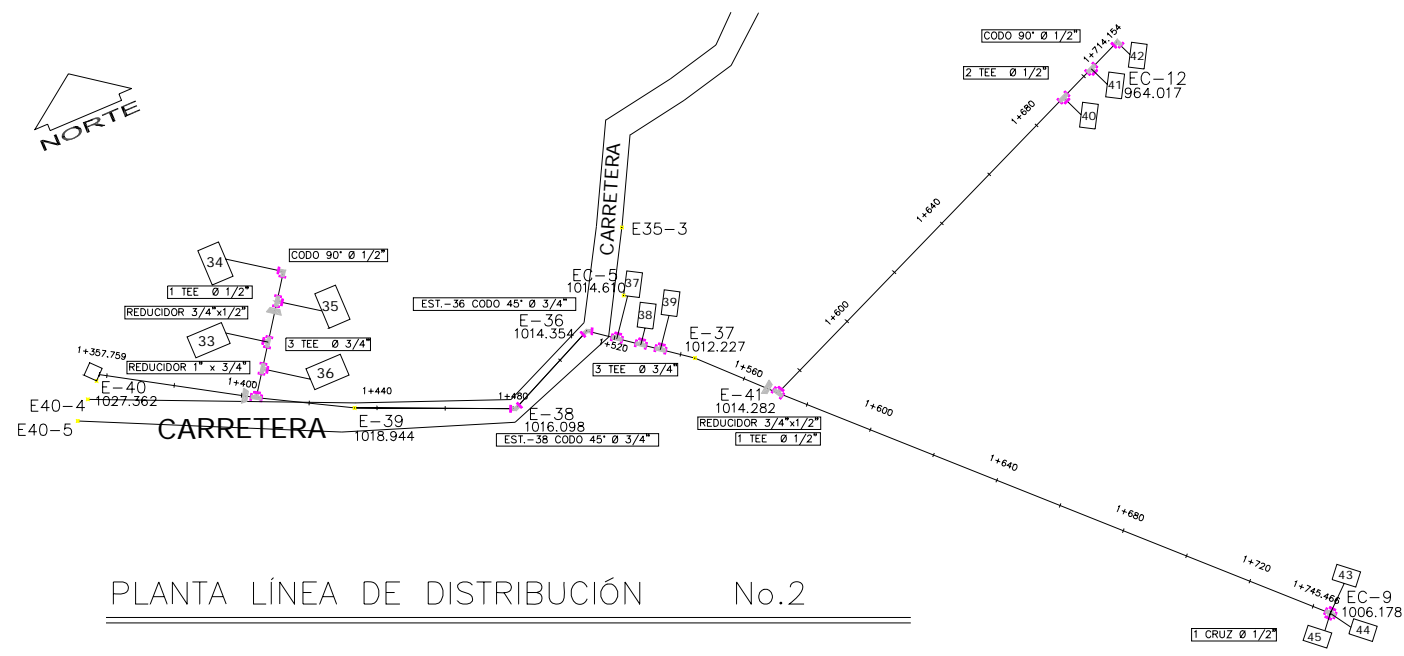 NORTE
CODO 90° Ø 1/2"
1+714.154
42
2 TEE Ø 1/2"
41
EC-12
964.017
40
1+680
CARRETERA
1+640
E35-3
34
CODO 90° Ø 1/2"
1 TEE Ø 1/2"
35
REDUCIDOR 3/4"x1/2"
33
3 TEE Ø 3/4"
REDUCIDOR 1" x 3/4"
36
EC-5
1014.610
37
EST.-36 CODO 45° Ø 3/4"
38
39
E-36
1014.354
1+520
E-37
1012.227
3 TEE Ø 3/4"
1+600
1+560
1+357.759
E-40
1027.362
1+400
1+440
1+480
E40-4
E40-5
CARRETERA
E-39
1018.944
E-38
1016.098
EST.-38 CODO 45° Ø 3/4"
E-41
1014.282
REDUCIDOR 3/4"x1/2"
1 TEE Ø 1/2"
1+600
1+640
1+680
1+720
1+745.466
43
EC-9
1006.178
44
45
1 CRUZ Ø 1/2"
PLANTA LÍNEA DE DISTRIBUCIÓN No.2